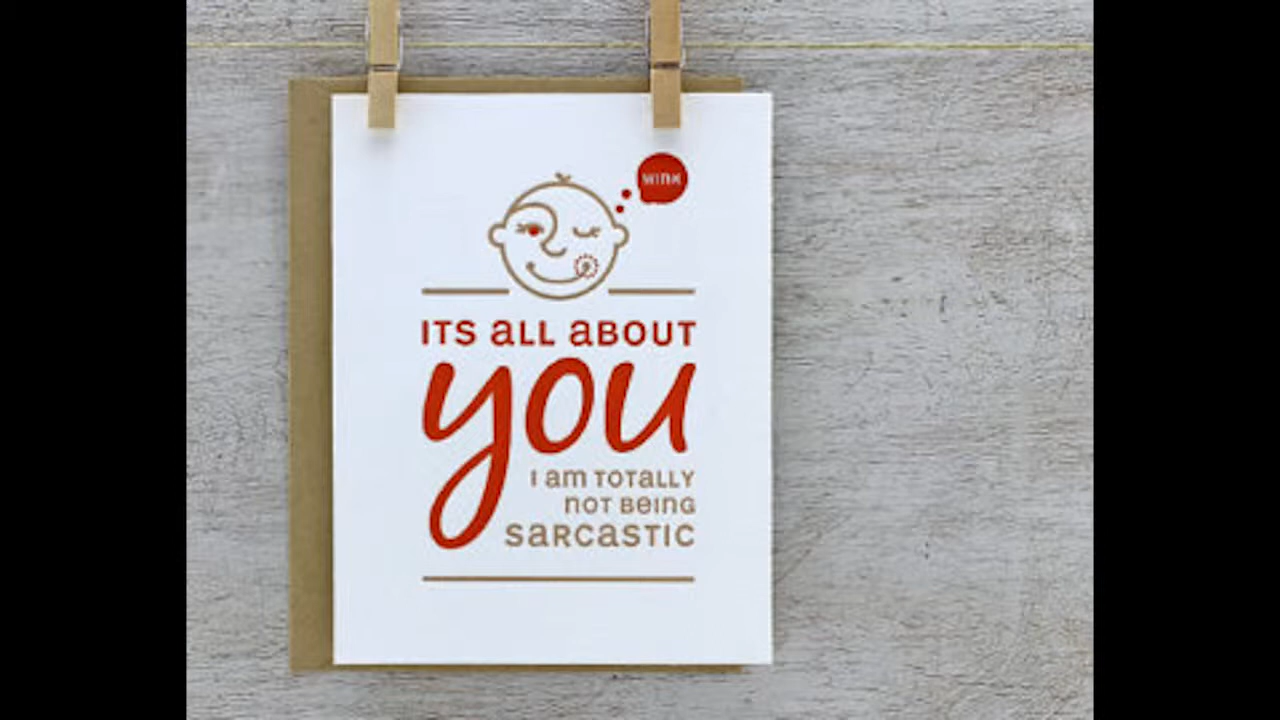 WINK
ITS aLL aBOUT
you
I am TOTaLLY
nOT BeInG
SaRCaSTIC